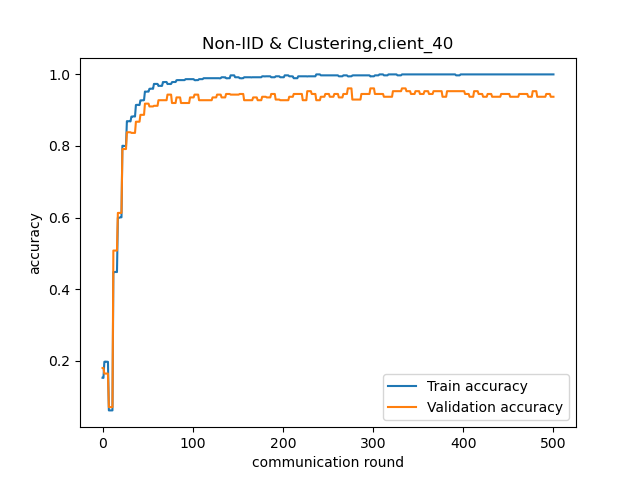 Non-IID & Clustering,client_40
1.0
0.8
0.6
0.4
0.2
accuracy
Train accuracy
Validation accuracy
0 100 200 300 400 500
communication round